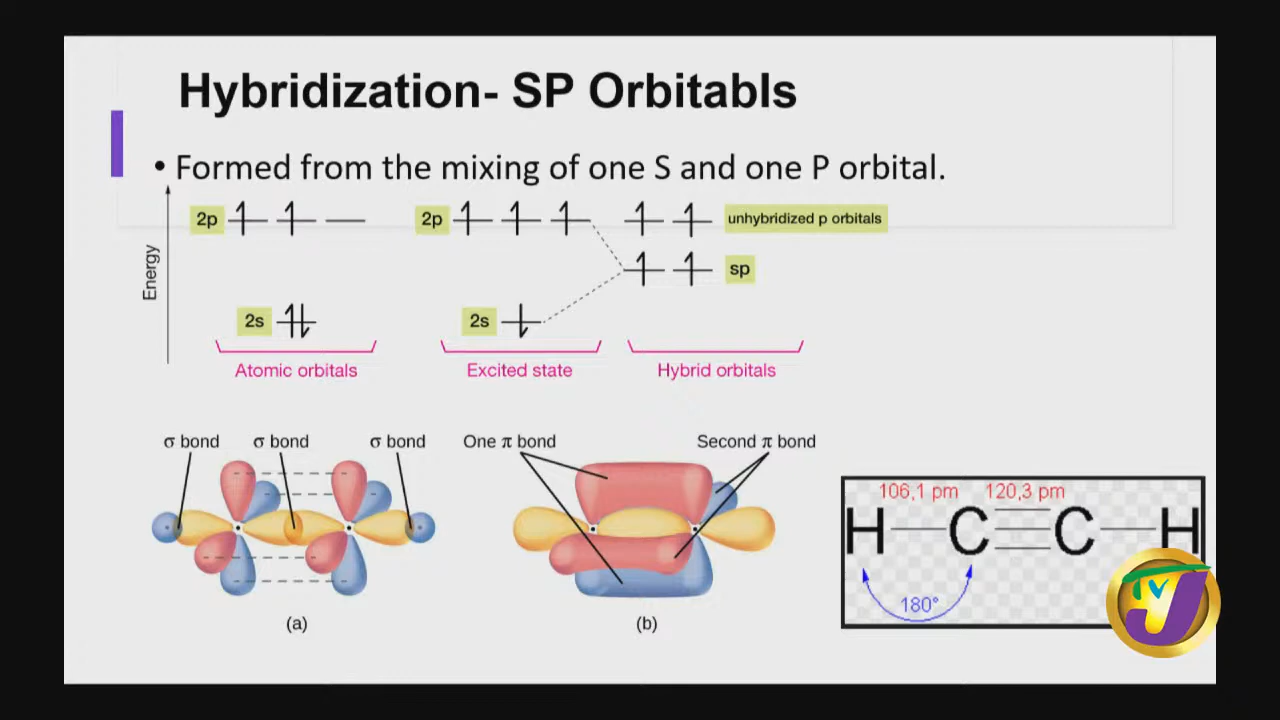 Hybridization- SP Orbitabls
• Formed from the mixing of one S and one P orbital.
2p 2p unhybridized p orbitals
Energy
sp
2s 2s
Atomic orbitals Excited state Hybrid orbitals
σ bond σ bond σ bond One π bond Second π bond
106,1 pm 120,3 pm
H C C H
180°
(a) (b)
TVJ